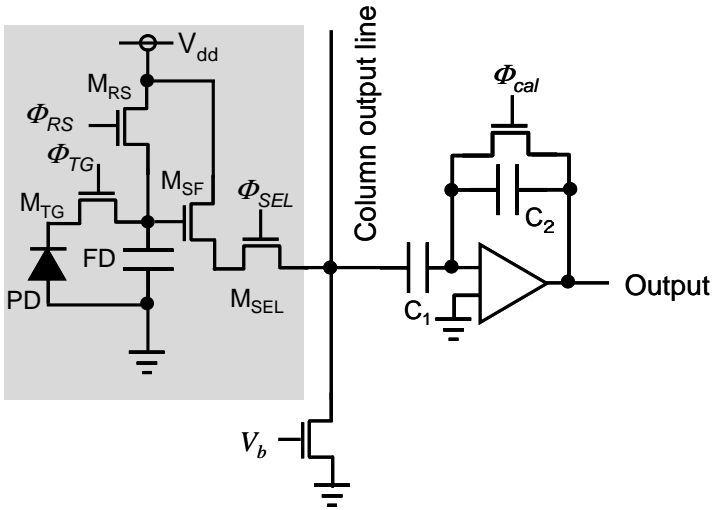 V_dd
M_RS
Φ_RS
Φ_TG
M_TG
M_SF
Φ_SEL
FD
PD
M_SEL
Column output line
Φ_cal
C_2
C_1
Output
V_b